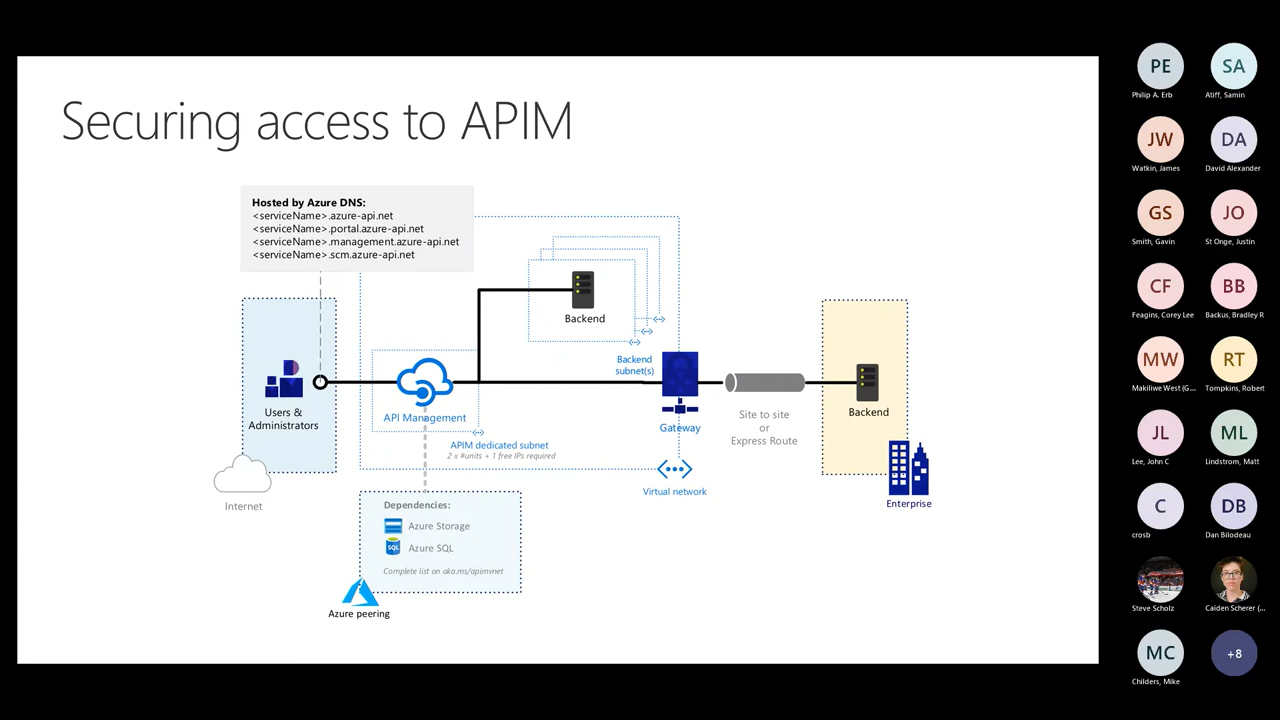 Securing access to APIM
Hosted by Azure DNS:
<serviceName>.azure-api.net
<serviceName>.portal.azure-api.net
<serviceName>.management.azure-api.net
<serviceName>.scm.azure-api.net
Backend
Backend
subnet(s)
Users &
Administrators
API Management
APIM dedicated subnet
2 x #units + 1 free IPs required
Gateway
Site to site
or
Express Route
Backend
Virtual network
Enterprise
Internet
Dependencies:
Azure Storage
SQL
Azure SQL
Complete list on aka.ms/apimvnet
Azure peering
PE
Philip A. Erb
SA
Atiff, Samin
JW
Watkin, James
DA
David Alexander
GS
Smith, Gavin
JO
St Onge, Justin
CF
Feagins, Corey Lee
BB
Backus, Bradley R
MW
Makiliwe West (G...
RT
Tompkins, Robert
JL
Lee, John C
ML
Lindstrom, Matt
C
crosb
DB
Dan Bilodeau
Steve Scholz
Caiden Scherer (...
MC
Childers, Mike
+8